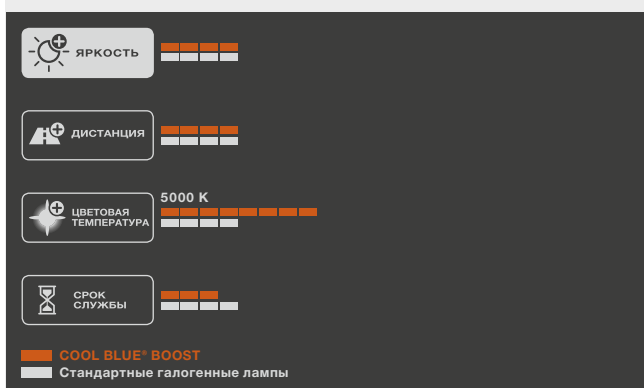 ЯРКОСТЬ
ДИСТАНЦИЯ
5000 K
ЦВЕТОВАЯ
ТЕМПЕРАТУРА
СРОК
СЛУЖБЫ
COOL BLUE® BOOST
Стандартные галогенные лампы